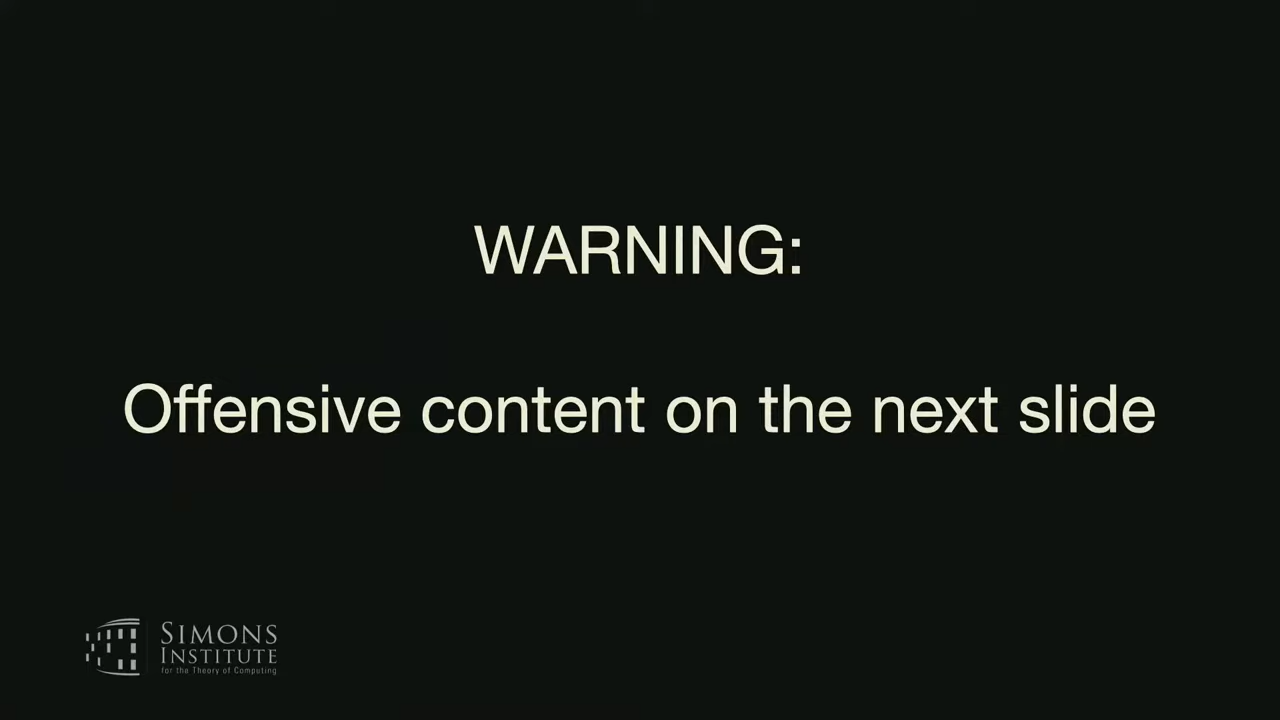 WARNING:
Offensive content on the next slide
SIMONS
INSTITUTE
for the Theory of Computing